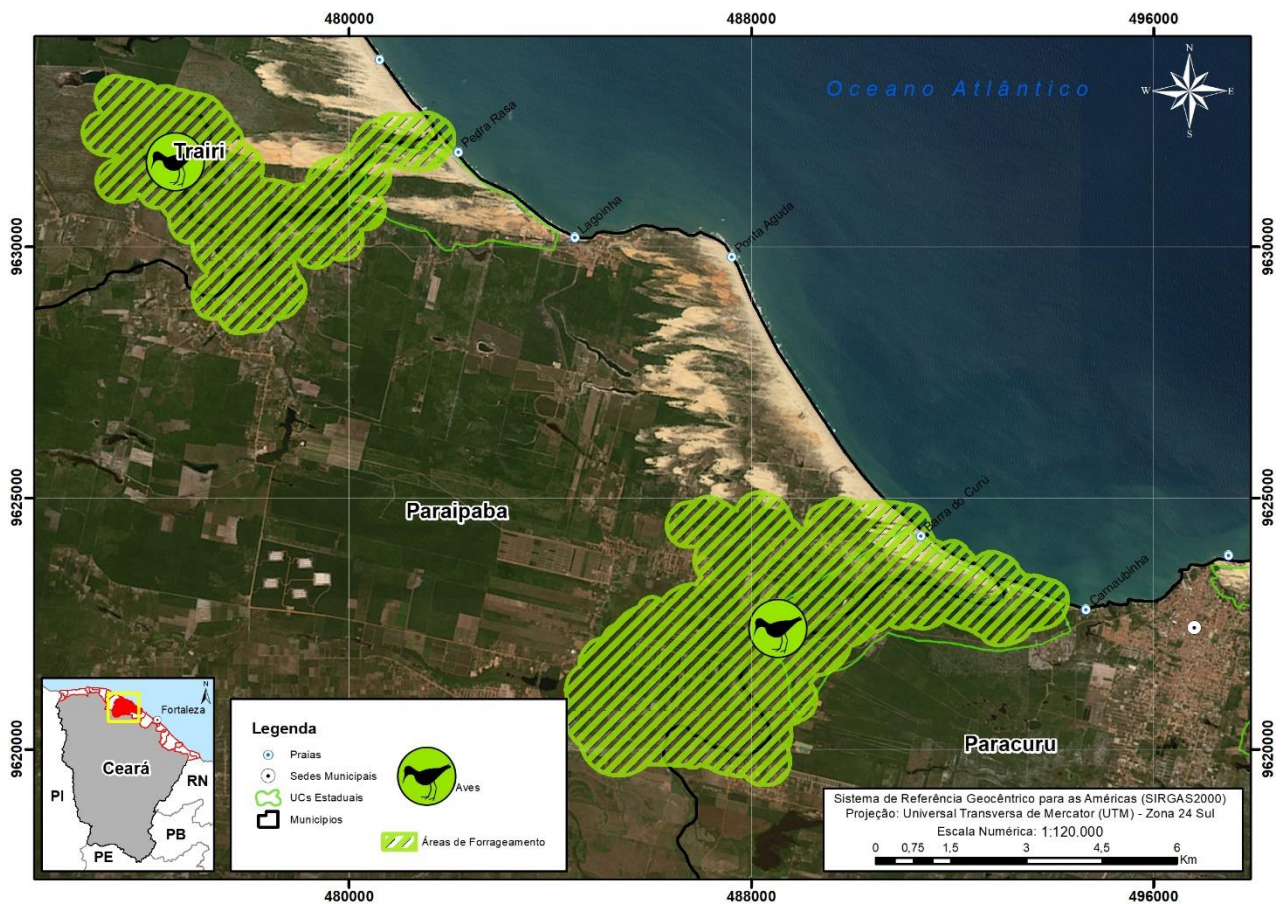 480000
488000
496000
Oceano Atlântico
N
W
E
S
Trairi
Pedra Rasa
Lagoinha
Ponta Aguda
9630000
9630000
9625000
9625000
Paraipaba
Barra do Curú
Carnaubinha
9620000
9620000
Paracuru
N
Fortaleza
Ceará
RN
PI
PB
PE
Legenda
Praias
Sedes Municipais
UCs Estaduais
Municípios
Aves
Áreas de Forrageamento
Sistema de Referência Geocêntrico para as Américas (SIRGAS2000)
Projeção: Universal Transversa de Mercator (UTM) - Zona 24 Sul
Escala Numérica: 1:120.000
0 0,75 1,5 3 4,5 6
Km
480000
488000
496000